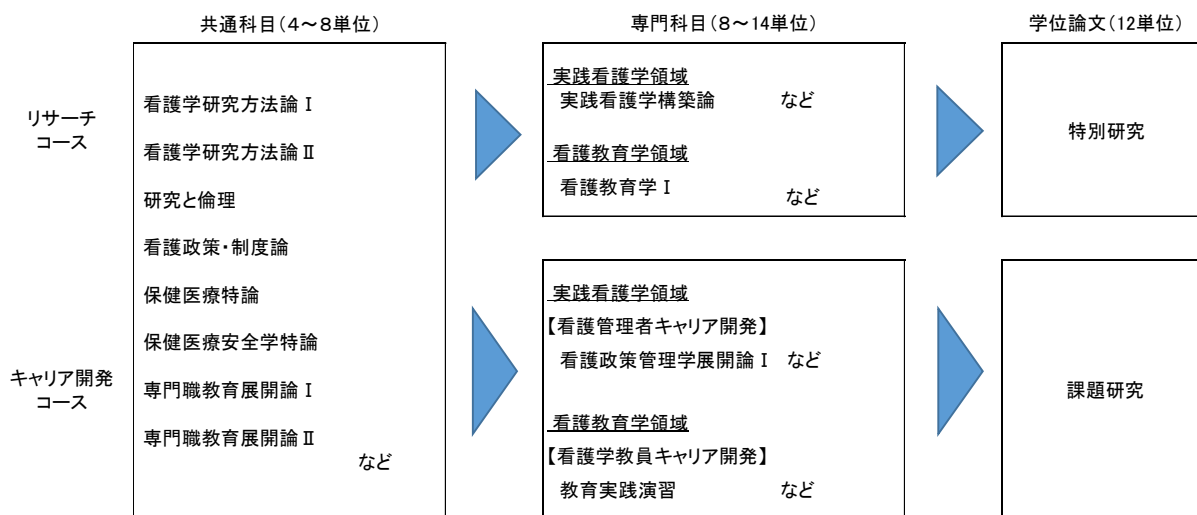 共通科目(4～8単位)
専門科目(8～14単位)
学位論文(12単位)
リサーチ
コース
キャリア開発
コース
看護学研究方法論Ⅰ
看護学研究方法論Ⅱ
研究と倫理
看護政策・制度論
保健医療特論
保健医療安全学特論
専門職教育展開論Ⅰ
専門職教育展開論Ⅱ
など
実践看護学領域
実践看護学構築論 など
看護教育学領域
看護教育学Ⅰ など
特別研究
実践看護学領域
【看護管理者キャリア開発】
看護政策管理学展開論Ⅰ など
看護教育学領域
【看護学教員キャリア開発】
教育実践演習 など
課題研究